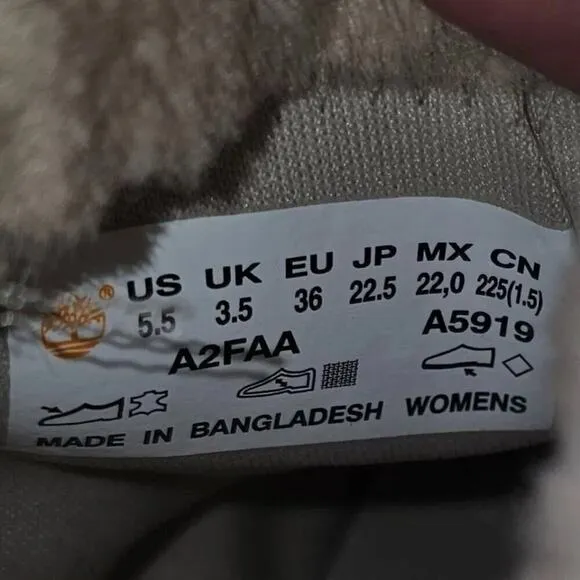 US UK EU JP MX CN
5.5 3.5 36 22.5 22,0 225(1.5)
A2FAA A5919
MADE IN BANGLADESH WOMENS
®